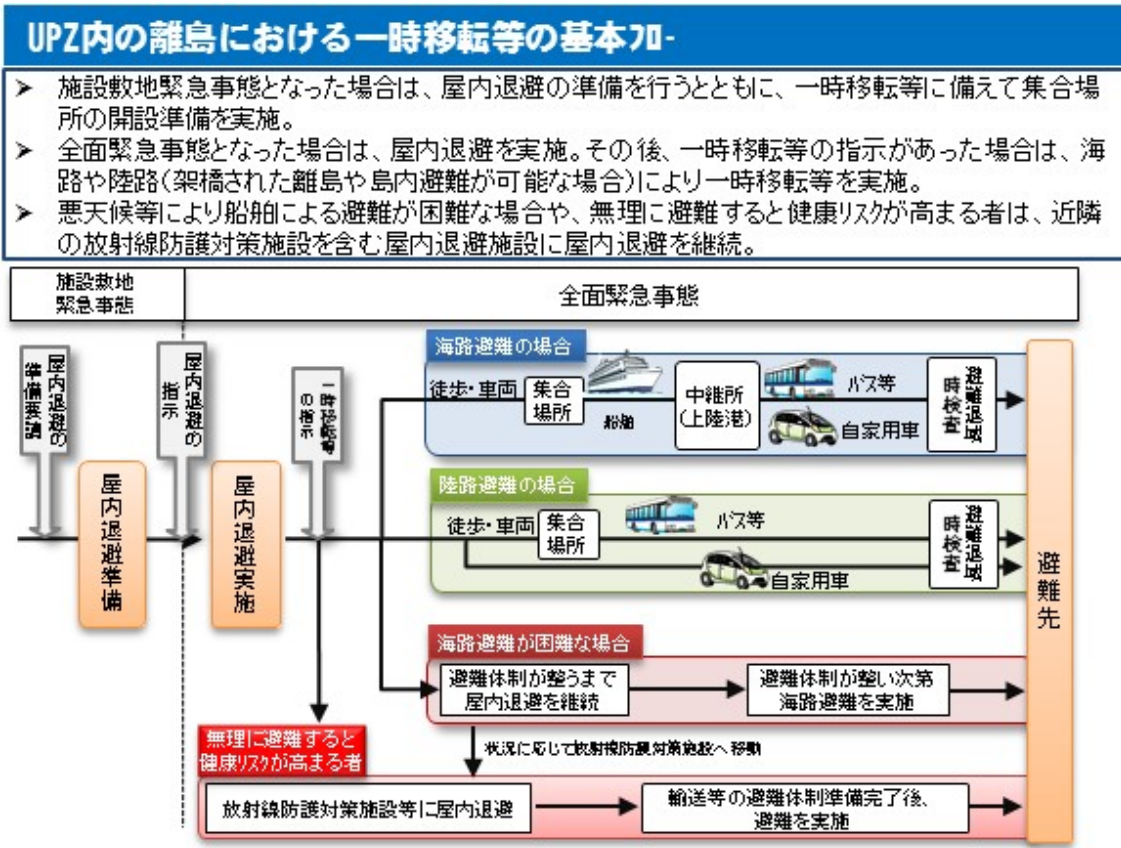 UPZ内の離島における一時移転等の基本フロー
➢ 施設敷地緊急事態となった場合は、屋内退避の準備を行うとともに、一時移転等に備えて集合場
所の開設準備を実施。
➢ 全面緊急事態となった場合は、屋内退避を実施。その後、一時移転等の指示があった場合は、海
路や陸路(架橋された離島や島内避難が可能な場合)により一時移転等を実施。
➢ 悪天候等により船舶による避難が困難な場合や、無理に避難すると健康リスクが高まる者は、近隣
の放射線防護対策施設を含む屋内退避施設に屋内退避を継続。
施設敷地
緊急事態
全面緊急事態
屋内退避の
準備要請
屋内退避の
指示
一時移転等
の指示
屋内退避準備
屋内退避実施
海路避難の場合
徒歩・車両
集合
場所
船舶
中継所
(上陸港)
バス等
自家用車
避難退域
時検査
陸路避難の場合
徒歩・車両
集合
場所
バス等
自家用車
避難退域
時検査
避難先
海路避難が困難な場合
避難体制が整うまで
屋内退避を継続
避難体制が整い次第
海路避難を実施
状況に応じて放射線防護対策施設へ移動
無理に避難すると
健康リスクが高まる者
放射線防護対策施設等に屋内退避
輸送等の避難体制準備完了後、
避難を実施